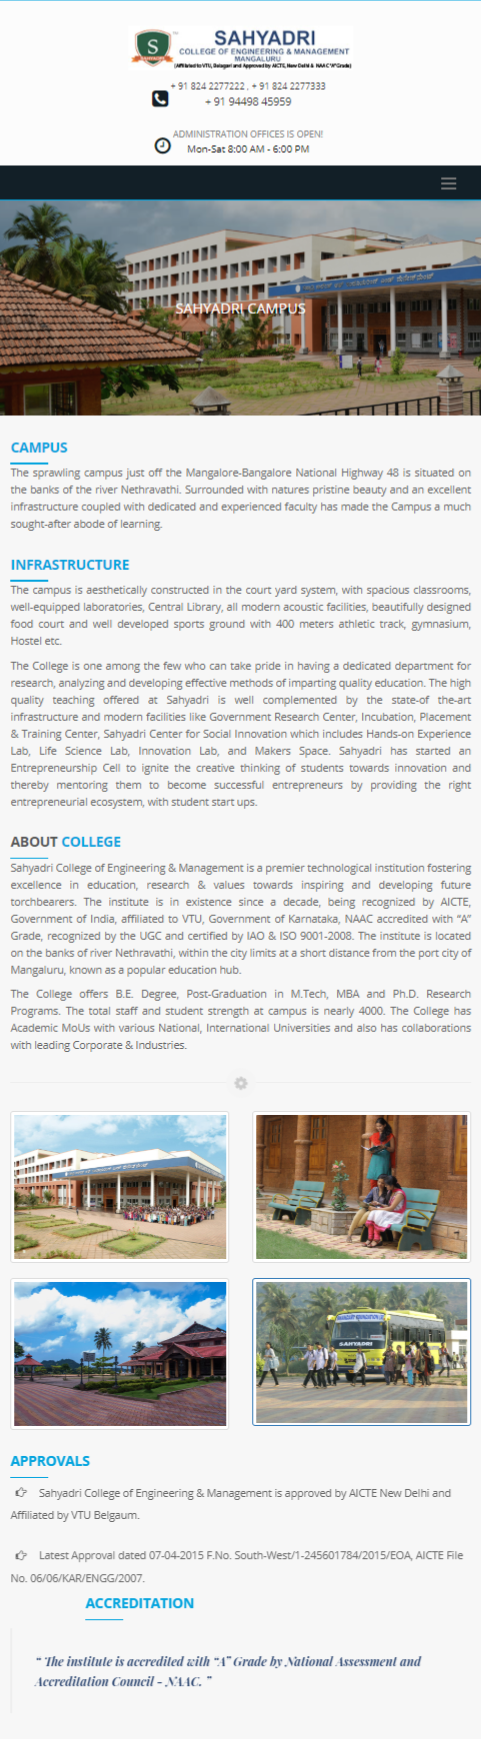 S
SAHYADRI
SAHYADRI
COLLEGE OF ENGINEERING & MANAGEMENT
MANGALURU
(Affiliated to VTU, Belagavi and Approved by AICTE, New Delhi & NAAC "A" Grade)
+ 91 824 2277222 , + 91 824 2277333
+ 91 94498 45959
ADMINISTRATION OFFICES IS OPEN!
Mon-Sat 8:00 AM - 6:00 PM
SAHYADRI CAMPUS
CAMPUS
The sprawling campus just off the Mangalore-Bangalore National Highway 48 is situated on
the banks of the river Nethravathi. Surrounded with natures pristine beauty and an excellent
infrastructure coupled with dedicated and experienced faculty has made the Campus a much
sought-after abode of learning.
INFRASTRUCTURE
The campus is aesthetically constructed in the court yard system, with spacious classrooms,
well-equipped laboratories, Central Library, all modern acoustic facilities, beautifully designed
food court and well developed sports ground with 400 meters athletic track, gymnasium,
Hostel etc.
The College is one among the few who can take pride in having a dedicated department for
research, analyzing and developing effective methods of imparting quality education. The high
quality teaching offered at Sahyadri is well complemented by the state-of the-art
infrastructure and modern facilities like Government Research Center, Incubation, Placement
& Training Center, Sahyadri Center for Social Innovation which includes Hands-on Experience
Lab, Life Science Lab, Innovation Lab, and Makers Space. Sahyadri has started an
Entrepreneurship Cell to ignite the creative thinking of students towards innovation and
thereby mentoring them to become successful entrepreneurs by providing the right
entrepreneurial ecosystem, with student start ups.
ABOUT COLLEGE
Sahyadri College of Engineering & Management is a premier technological institution fostering
excellence in education, research & values towards inspiring and developing future
torchbearers. The institute is in existence since a decade, being recognized by AICTE,
Government of India, affiliated to VTU, Government of Karnataka, NAAC accredited with “A”
Grade, recognized by the UGC and certified by IAO & ISO 9001-2008. The institute is located
on the banks of river Nethravathi, within the city limits at a short distance from the port city of
Mangaluru, known as a popular education hub.
The College offers B.E. Degree, Post-Graduation in M.Tech, MBA and Ph.D. Research
Programs. The total staff and student strength at campus is nearly 4000. The College has
Academic MoUs with various National, International Universities and also has collaborations
with leading Corporate & Industries.
SAHYADRI
APPROVALS
Sahyadri College of Engineering & Management is approved by AICTE New Delhi and
Affiliated by VTU Belgaum.
Latest Approval dated 07-04-2015 F.No. South-West/1-245601784/2015/EOA, AICTE File
No. 06/06/KAR/ENGG/2007.
ACCREDITATION
“ The institute is accredited with “A” Grade by National Assessment and
Accreditation Council - NAAC. ”